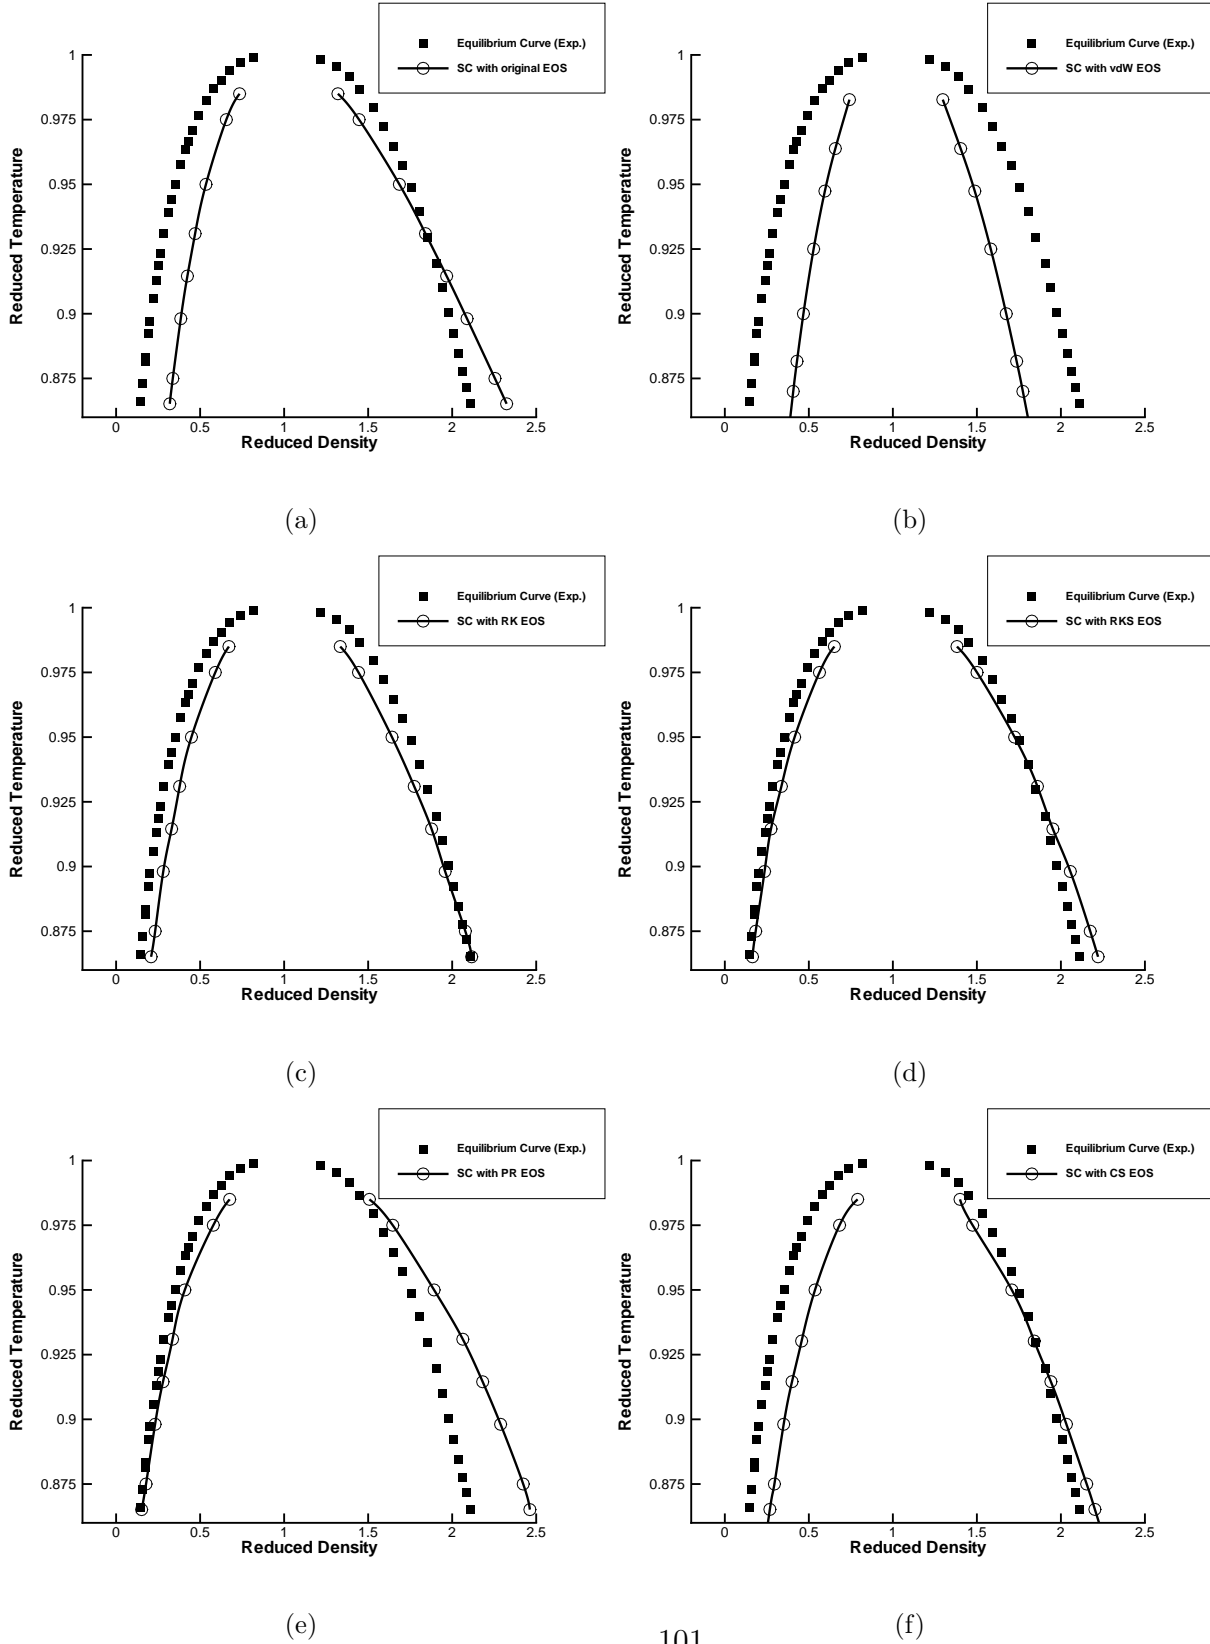 Equilibrium Curve (Exp.)
SC with original EOS
1
0.975
0.95
0.925
0.9
0.875
Reduced Temperature
0 0.5 1 1.5 2 2.5
Reduced Density
(a)
Equilibrium Curve (Exp.)
SC with vdW EOS
1
0.975
0.95
0.925
0.9
0.875
Reduced Temperature
0 0.5 1 1.5 2 2.5
Reduced Density
(b)
Equilibrium Curve (Exp.)
SC with RK EOS
1
0.975
0.95
0.925
0.9
0.875
Reduced Temperature
0 0.5 1 1.5 2 2.5
Reduced Density
(c)
Equilibrium Curve (Exp.)
SC with RKS EOS
1
0.975
0.95
0.925
0.9
0.875
Reduced Temperature
0 0.5 1 1.5 2 2.5
Reduced Density
(d)
Equilibrium Curve (Exp.)
SC with PR EOS
1
0.975
0.95
0.925
0.9
0.875
Reduced Temperature
0 0.5 1 1.5 2 2.5
Reduced Density
(e)
Equilibrium Curve (Exp.)
SC with CS EOS
1
0.975
0.95
0.925
0.9
0.875
Reduced Temperature
0 0.5 1 1.5 2 2.5
Reduced Density
(f)
101